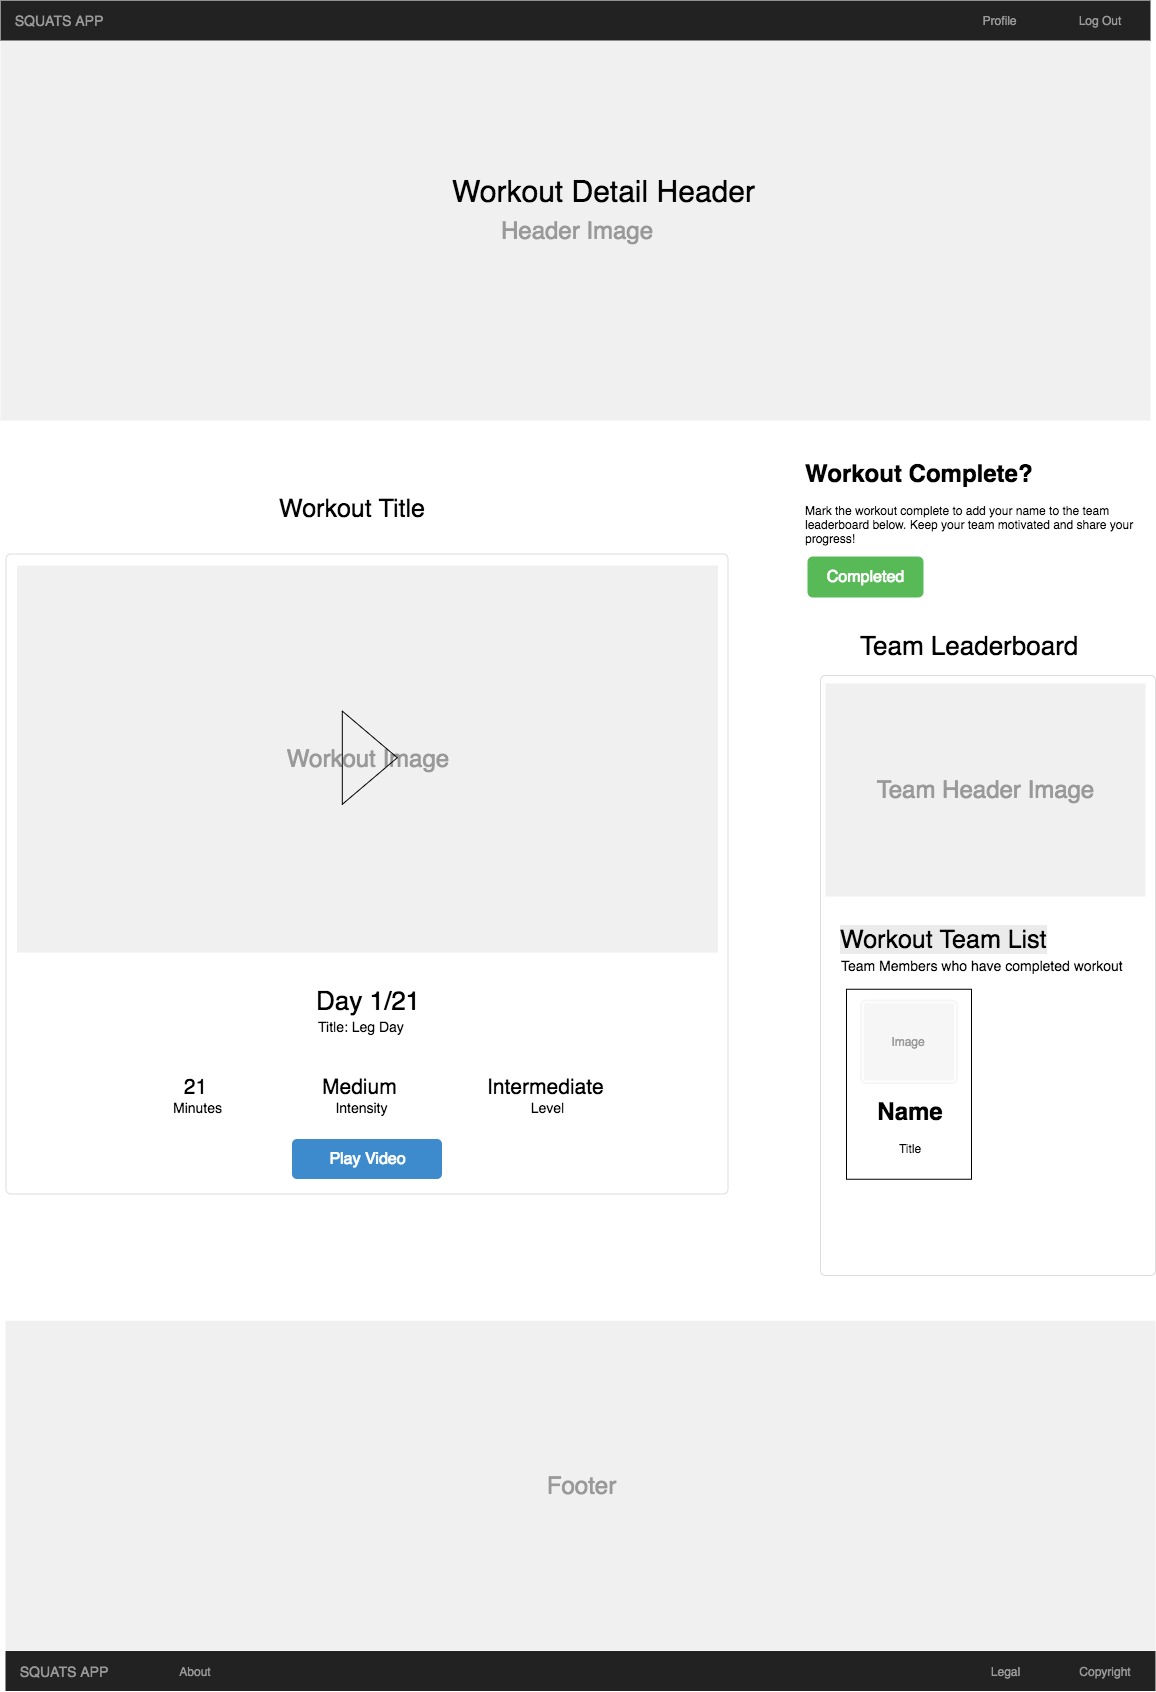 SQUATS APP
Profile
Log Out
Workout Detail Header
Header Image
Workout Title
Workout Image
Day 1/21
Title: Leg Day
21
Minutes
Medium
Intensity
Intermediate
Level
Play Video
Workout Complete?
Mark the workout complete to add your name to the team
leaderboard below. Keep your team motivated and share your
progress!
Completed
Team Leaderboard
Team Header Image
Workout Team List
Team Members who have completed workout
Image
Name
Title
Footer
SQUATS APP
About
Legal
Copyright